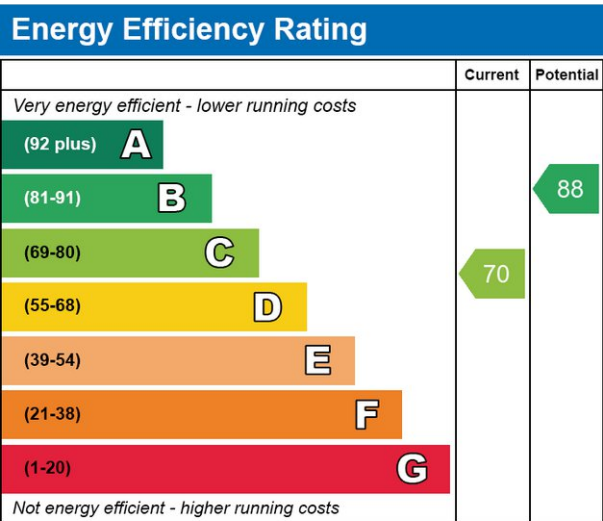 Energy Efficiency Rating
Current Potential
Very energy efficient - lower running costs
(92 plus) A
(81-91) B
88
(69-80) C
70
(55-68) D
(39-54) E
(21-38) F
(1-20) G
Not energy efficient - higher running costs